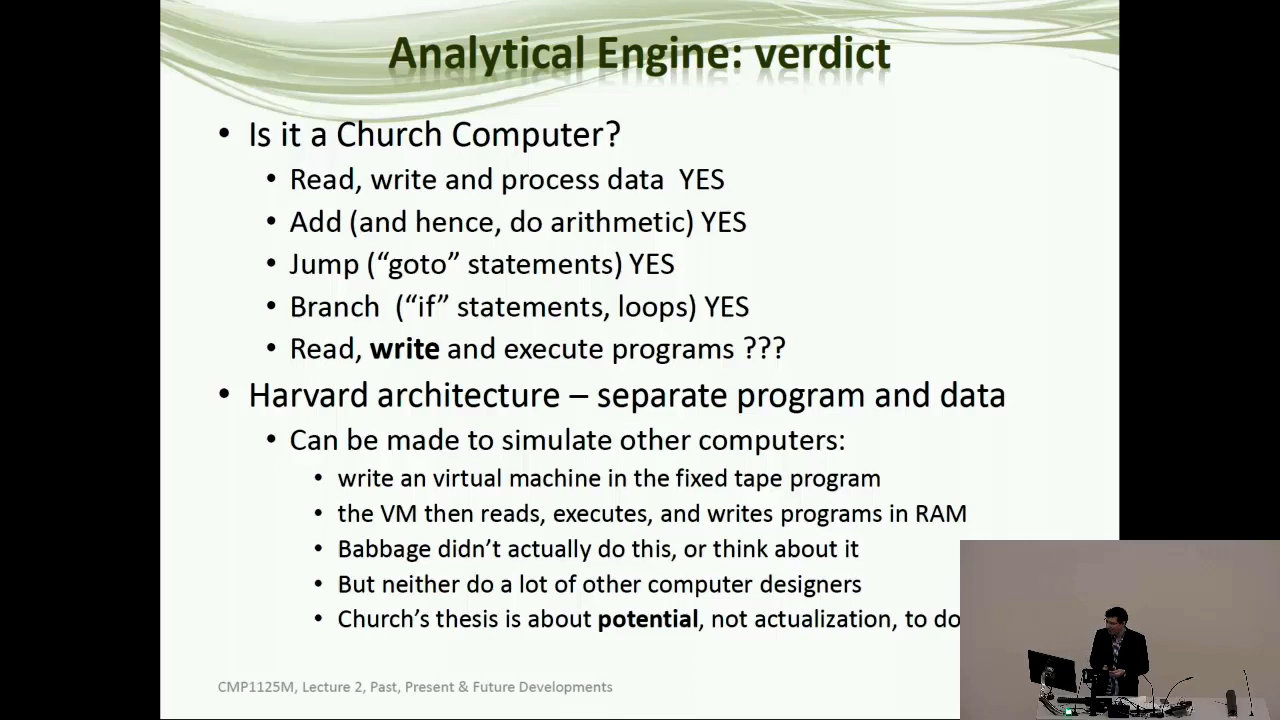 Analytical Engine: verdict
• Is it a Church Computer?
• Read, write and process data YES
• Add (and hence, do arithmetic) YES
• Jump (“goto” statements) YES
• Branch (“if” statements, loops) YES
• Read, write and execute programs ???
• Harvard architecture – separate program and data
• Can be made to simulate other computers:
• write an virtual machine in the fixed tape program
• the VM then reads, executes, and writes programs in RAM
• Babbage didn’t actually do this, or think about it
• But neither do a lot of other computer designers
• Church’s thesis is about potential, not actualization, to do
CMP1125M, Lecture 2, Past, Present & Future Developments